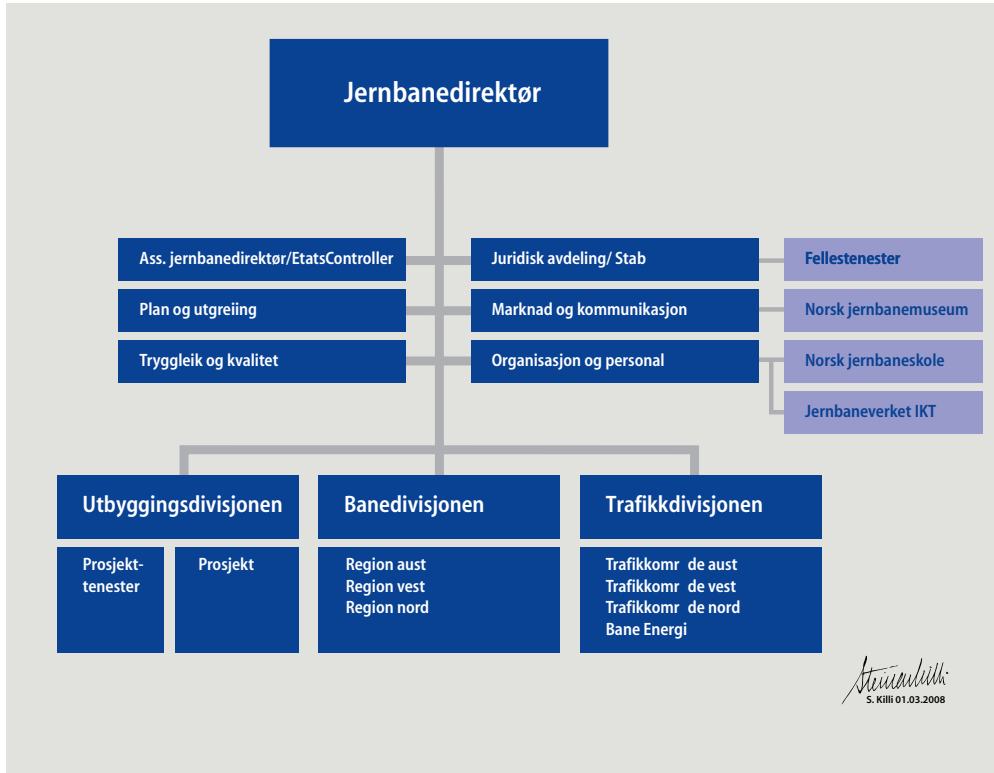 Jernbanedirektør
Ass. jernbanedirektør/EtatsController
Juridisk avdeling/ Stab
Fellestenester
Plan og utgreiing
Marknad og kommunikasjon
Norsk jernbanemuseum
Tryggleik og kvalitet
Organisasjon og personal
Norsk jernbaneskole
Jernbaneverket IKT
Utbyggingsdivisjonen
Prosjekt-
tenester
Prosjekt
Banedivisjonen
Region aust
Region vest
Region nord
Trafikkdivisjonen
Trafikkomr de aust
Trafikkomr de vest
Trafikkomr de nord
Bane Energi
Steinar Killi
S. Killi 01.03.2008